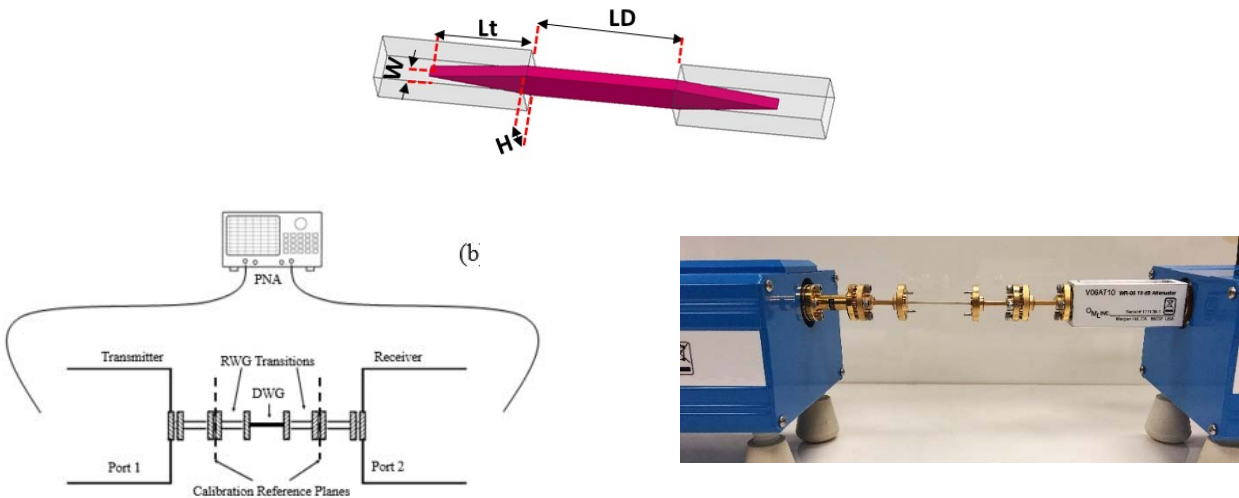 Lt
LD
W
H
PNA
(b)
Transmitter
Receiver
RWG Transitions
DWG
Port 1
Port 2
Calibration Reference Planes
V06AT10 WR-06 10 dB Attenuator